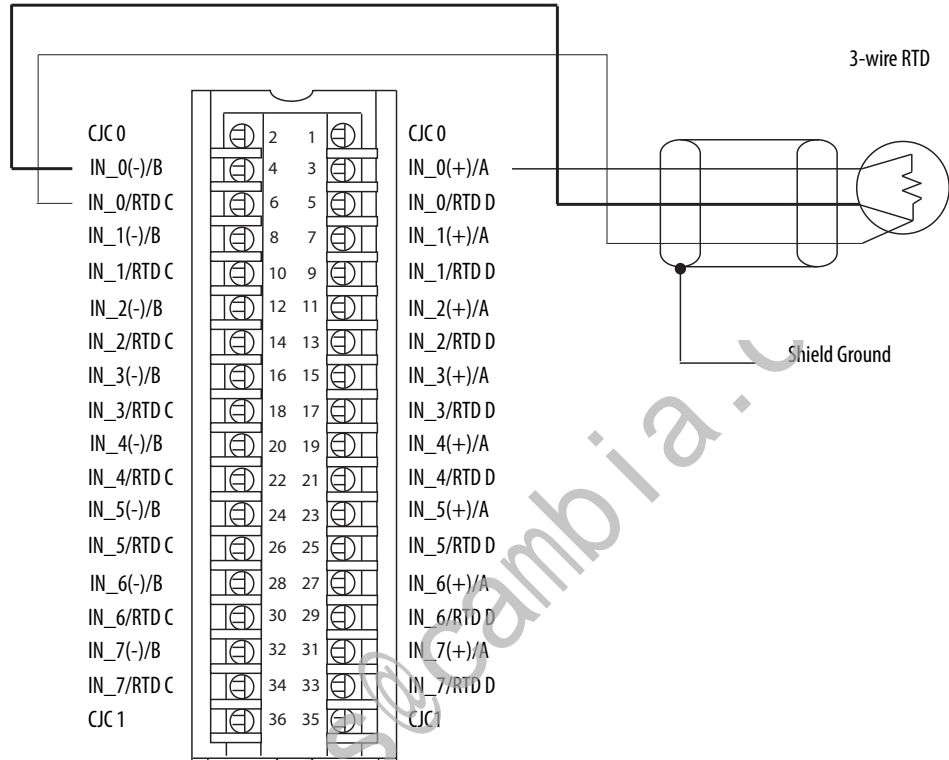 3-wire RTD
CJC 0 2 1 CJC 0
IN_0(-)/B 4 3 IN_0(+)/A
IN_0/RTD C 6 5 IN_0/RTD D
IN_1(-)/B 8 7 IN_1(+)/A
IN_1/RTD C 10 9 IN_1/RTD D
IN_2(-)/B 12 11 IN_2(+)/A
IN_2/RTD C 14 13 IN_2/RTD D
Shield Ground
IN_3(-)/B 16 15 IN_3(+)/A
IN_3/RTD C 18 17 IN_3/RTD D
IN_4(-)/B 20 19 IN_4(+)/A
IN_4/RTD C 22 21 IN_4/RTD D
IN_5(-)/B 24 23 IN_5(+)/A
IN_5/RTD C 26 25 IN_5/RTD D
IN_6(-)/B 28 27 IN_6(+)/A
IN_6/RTD C 30 29 IN_6/RTD D
IN_7(-)/B 32 31 IN_7(+)/A
IN_7/RTD C 34 33 IN_7/RTD D
CJC 1 36 35 CJC1
s@cambia.c